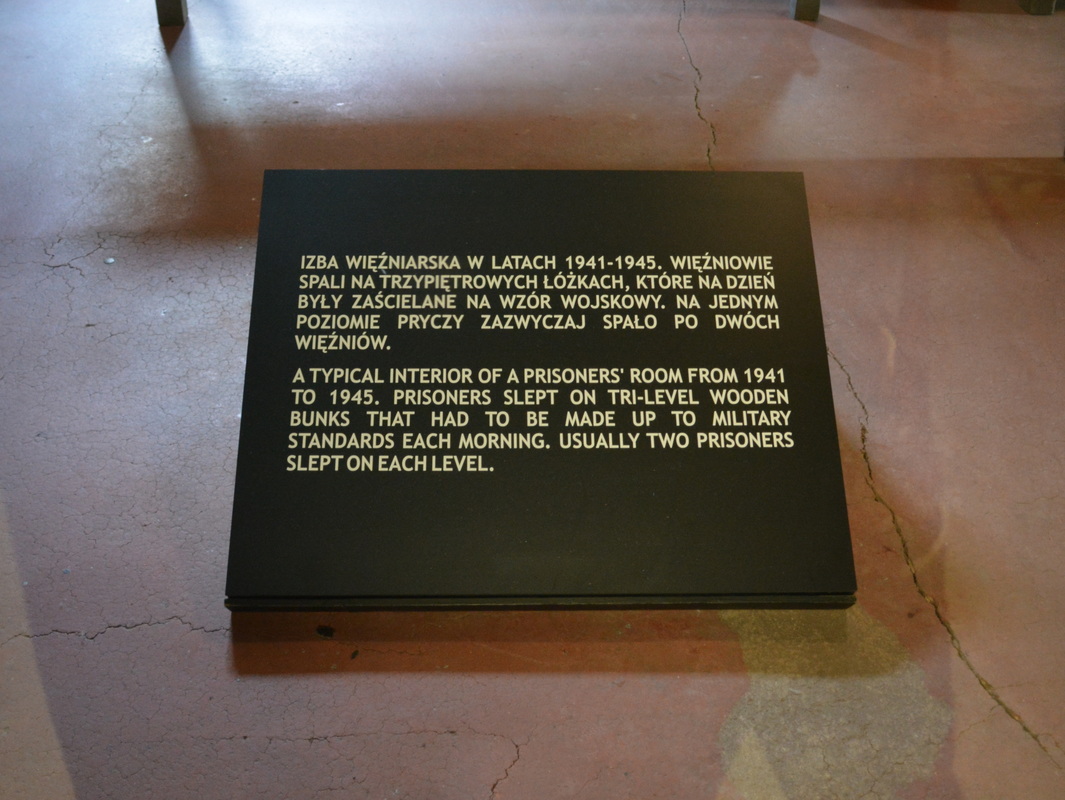 IZBA WIĘŹNIARSKA W LATACH 1941-1945. WIĘŹNIOWIE
SPALI NA TRZYPIĘTROWYCH ŁÓŻKACH, KTÓRE NA DZIEŃ
BYŁY ZAŚCIELANE NA WZÓR WOJSKOWY. NA JEDNYM
POZIOMIE PRYCZY ZAZWYCZAJ SPAŁO PO DWÓCH
WIĘŹNIÓW.
A TYPICAL INTERIOR OF A PRISONERS' ROOM FROM 1941
TO 1945. PRISONERS SLEPT ON TRI-LEVEL WOODEN
BUNKS THAT HAD TO BE MADE UP TO MILITARY
STANDARDS EACH MORNING. USUALLY TWO PRISONERS
SLEPT ON EACH LEVEL.